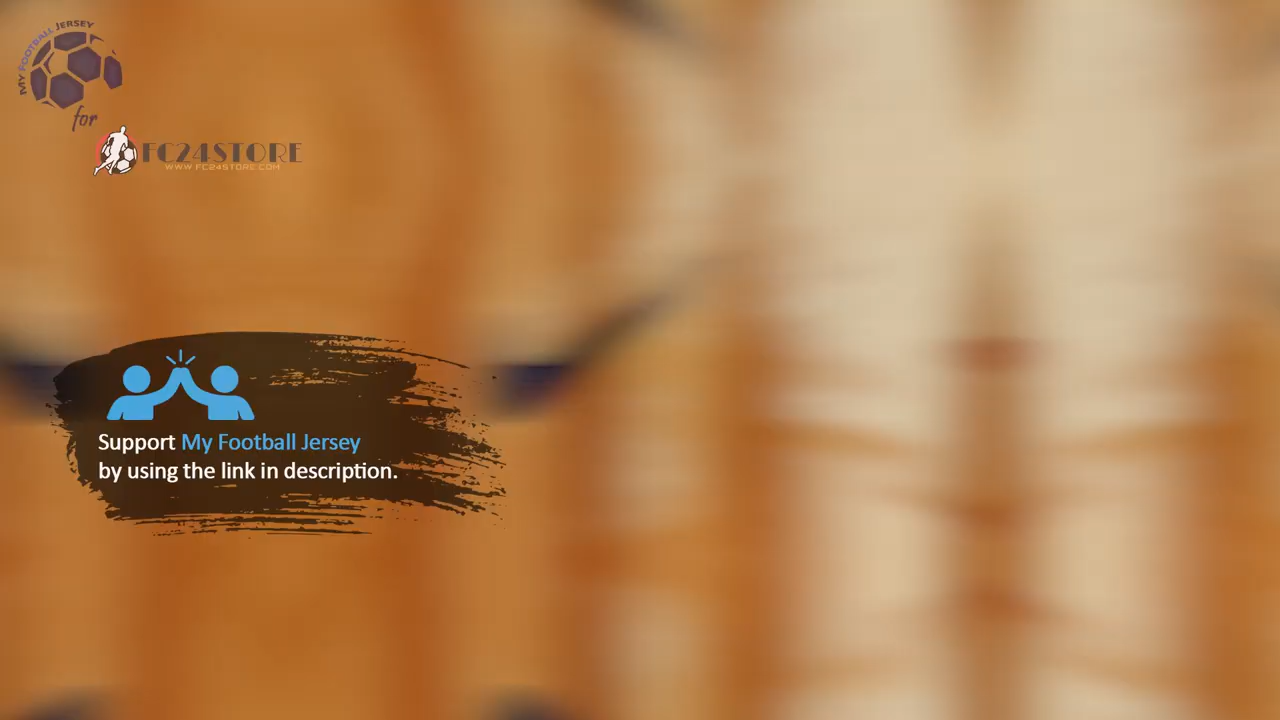 MY FOOTBALL JERSEY
for
FC24STORE
WWW.FC24STORE.COM
Support My Football Jersey
by using the link in description.